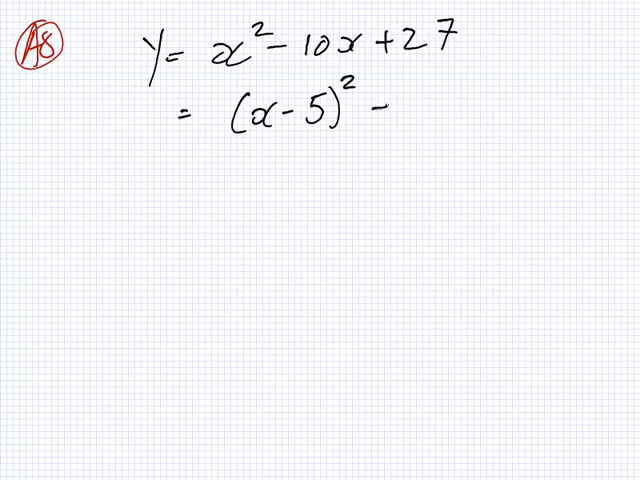 A8 y = x² - 10x + 27
= (x - 5)² -